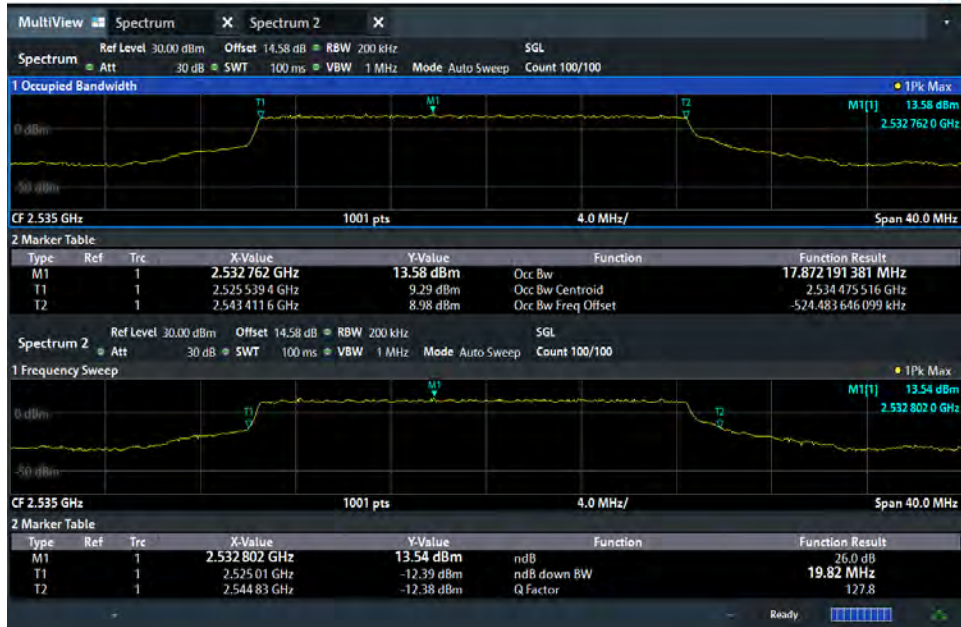 MultiView Spectrum X Spectrum 2 X
Ref Level 30.00 dBm Offset 14.58 dB RBW 200 kHz SGL
Spectrum Att 30 dB SWT 100 ms VBW 1 MHz Mode Auto Sweep Count 100/100
1 Occupied Bandwidth 1Pk Max
T1 M1 T2 M1[1] 13.58 dBm
2.532 762 0 GHz
0 dBm
-50 dBm
CF 2.535 GHz 1001 pts 4.0 MHz/ Span 40.0 MHz
2 Marker Table
Type Ref Trc X-Value Y-Value Function Function Result
M1 1 2.532 762 GHz 13.58 dBm Occ Bw 17.872 191 381 MHz
T1 1 2.525 539 4 GHz 9.29 dBm Occ Bw Centroid 2.534 475 516 GHz
T2 1 2.543 411 6 GHz 8.98 dBm Occ Bw Freq Offset -524.483 646 099 kHz
Ref Level 30.00 dBm Offset 14.58 dB RBW 200 kHz SGL
Spectrum 2 Att 30 dB SWT 100 ms VBW 1 MHz Mode Auto Sweep Count 100/100
1 Frequency Sweep 1Pk Max
M1 M1[1] 13.54 dBm
2.532 802 0 GHz
T1 T2
0 dBm
-50 dBm
CF 2.535 GHz 1001 pts 4.0 MHz/ Span 40.0 MHz
2 Marker Table
Type Ref Trc X-Value Y-Value Function Function Result
M1 1 2.532 802 GHz 13.54 dBm ndB 26.0 dB
T1 1 2.525 01 GHz -12.39 dBm ndB down BW 19.82 MHz
T2 1 2.544 83 GHz -12.38 dBm Q Factor 127.8
Ready